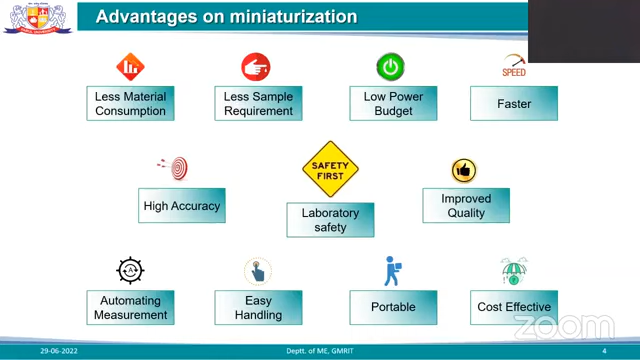 Advantages on miniaturization
SPEED
Less Material
Consumption
Less Sample
Requirement
Low Power
Budget
Faster
SAFETY
FIRST
High Accuracy
Laboratory
safety
Improved
Quality
Automating
Measurement
Easy
Handling
Portable
Cost Effective
zoom
29-06-2022
Deptt. of ME, GMRIT
4